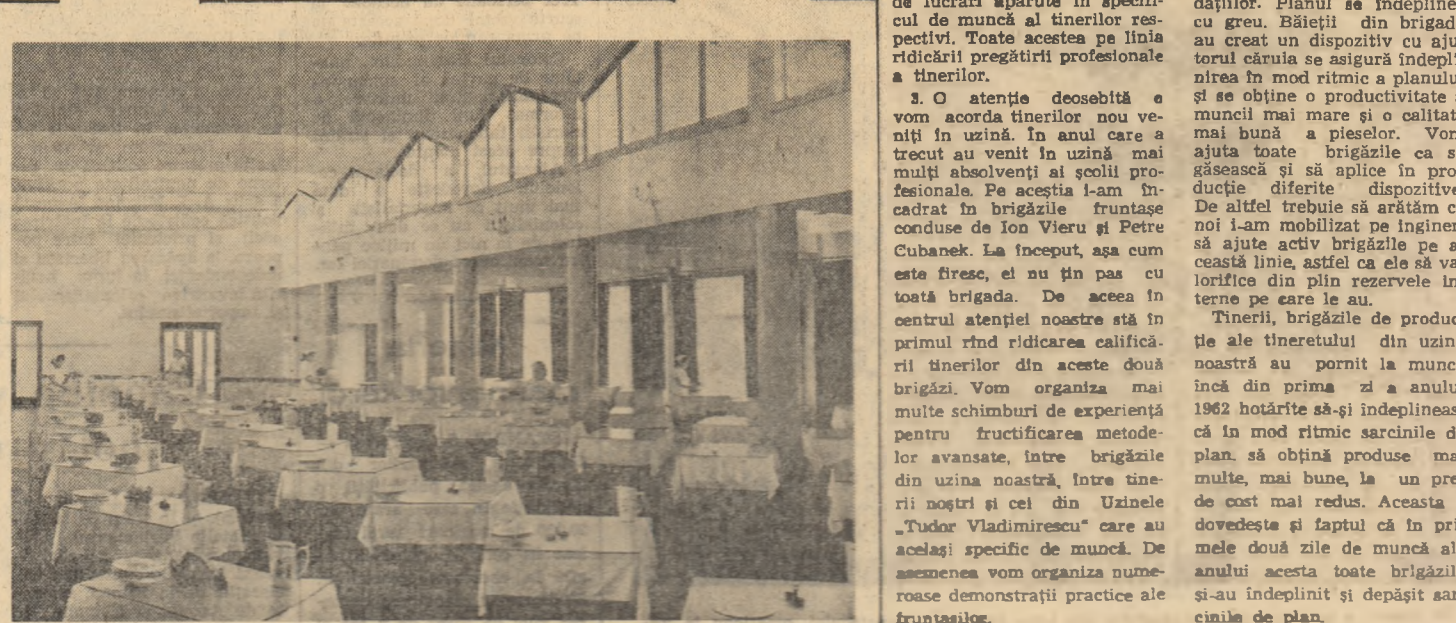 de lucrări apărute în specifi-
cul de muncă al tinerilor res-
pectivi. Toate acestea pe linia
ridicării pregătirii profesionale
a tinerilor.
3. O atenție deosebită o
vom acorda tinerilor nou ve-
niți în uzină. În anul care a
trecut au venit în uzină mai
mulți absolvenți ai școlii pro-
fesionale. Pe aceștia i-am în-
cadrat în brigăzile fruntașe
conduse de Ion Vieru și Petre
Cubanek. La început, așa cum
este firesc, ei nu țin pas cu
toată brigada. De aceea în
centrul atenției noastre stă în
primul rînd ridicarea calificã-
rii tinerilor din aceste două
brigăzi. Vom organiza mai
multe schimburi de experiență
pentru fructificarea metode-
lor avansate, între brigăzile
din uzina noastră, între tine-
rii noștri și cei din Uzinele
„Tudor Vladimirescu" care au
același specific de muncă. De
asemenea vom organiza nume-
roase demonstrații practice ale
fruntașilor.
dațiilor. Planul se îndepline
cu greu. Băieții din brigad
au creat un dispozitiv cu aju
torul căruia se asigură îndepli
nirea în mod ritmic a planulu
și se obține o productivitate
muncii mai mare și o calitat
mai bună a pieselor. Vom
ajuta toate brigăzile ca s
găsească și să aplice în pro
ducție diferite dispozitive
De altfel trebuie să arătăm c
noi i-am mobilizat pe ingine
să ajute activ brigăzile pe a
ceastă linie, astfel ca ele să va
lorifice din plin rezervele in
terne pe care le au.
Tinerii, brigăzile de produc
ție ale tineretului din uzin
noastră au pornit la munc
încă din prima zi a anulu
1962 hotărîte să-și îndeplineas
că în mod ritmic sarcinile d
plan, să obțină produse ma
multe, mai bune, la un pre
de cost mai redus. Aceasta
dovedește și faptul că în pri
mele două zile de muncă al
anului acesta toate brigăzil
și-au îndeplinit și depășit sar
cinile de plan.